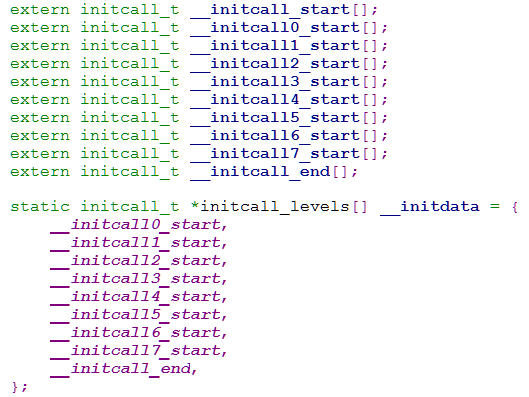 extern initcall_t __initcall_start[];
extern initcall_t __initcall0_start[];
extern initcall_t __initcall1_start[];
extern initcall_t __initcall2_start[];
extern initcall_t __initcall3_start[];
extern initcall_t __initcall4_start[];
extern initcall_t __initcall5_start[];
extern initcall_t __initcall6_start[];
extern initcall_t __initcall7_start[];
extern initcall_t __initcall_end[];

static initcall_t *initcall_levels[] __initdata = {
    __initcall0_start,
    __initcall1_start,
    __initcall2_start,
    __initcall3_start,
    __initcall4_start,
    __initcall5_start,
    __initcall6_start,
    __initcall7_start,
    __initcall_end,
};